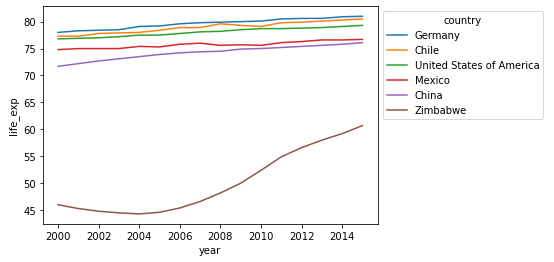 country
Germany
Chile
United States of America
Mexico
China
Zimbabwe
life_exp
80
75
70
65
60
55
50
45
2000 2002 2004 2006 2008 2010 2012 2014
year